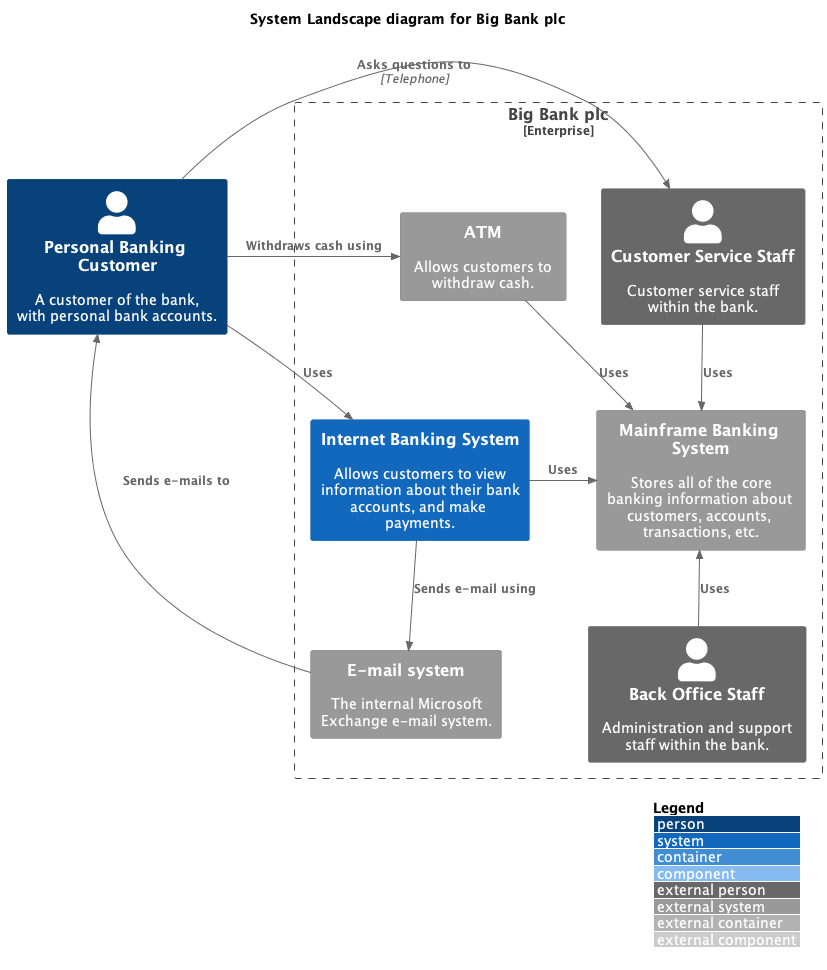 System Landscape diagram for Big Bank plc
Asks questions to
[Telephone]
Big Bank plc
[Enterprise]
Personal Banking
Customer
A customer of the bank,
with personal bank accounts.
Withdraws cash using
ATM
Allows customers to
withdraw cash.
Customer Service Staff
Customer service staff
within the bank.
Uses
Uses
Uses
Internet Banking System
Allows customers to view
information about their bank
accounts, and make
payments.
Uses
Mainframe Banking
System
Stores all of the core
banking information about
customers, accounts,
transactions, etc.
Sends e-mails to
Sends e-mail using
Uses
E-mail system
The internal Microsoft
Exchange e-mail system.
Back Office Staff
Administration and support
staff within the bank.
Legend
person
system
container
component
external person
external system
external container
external component